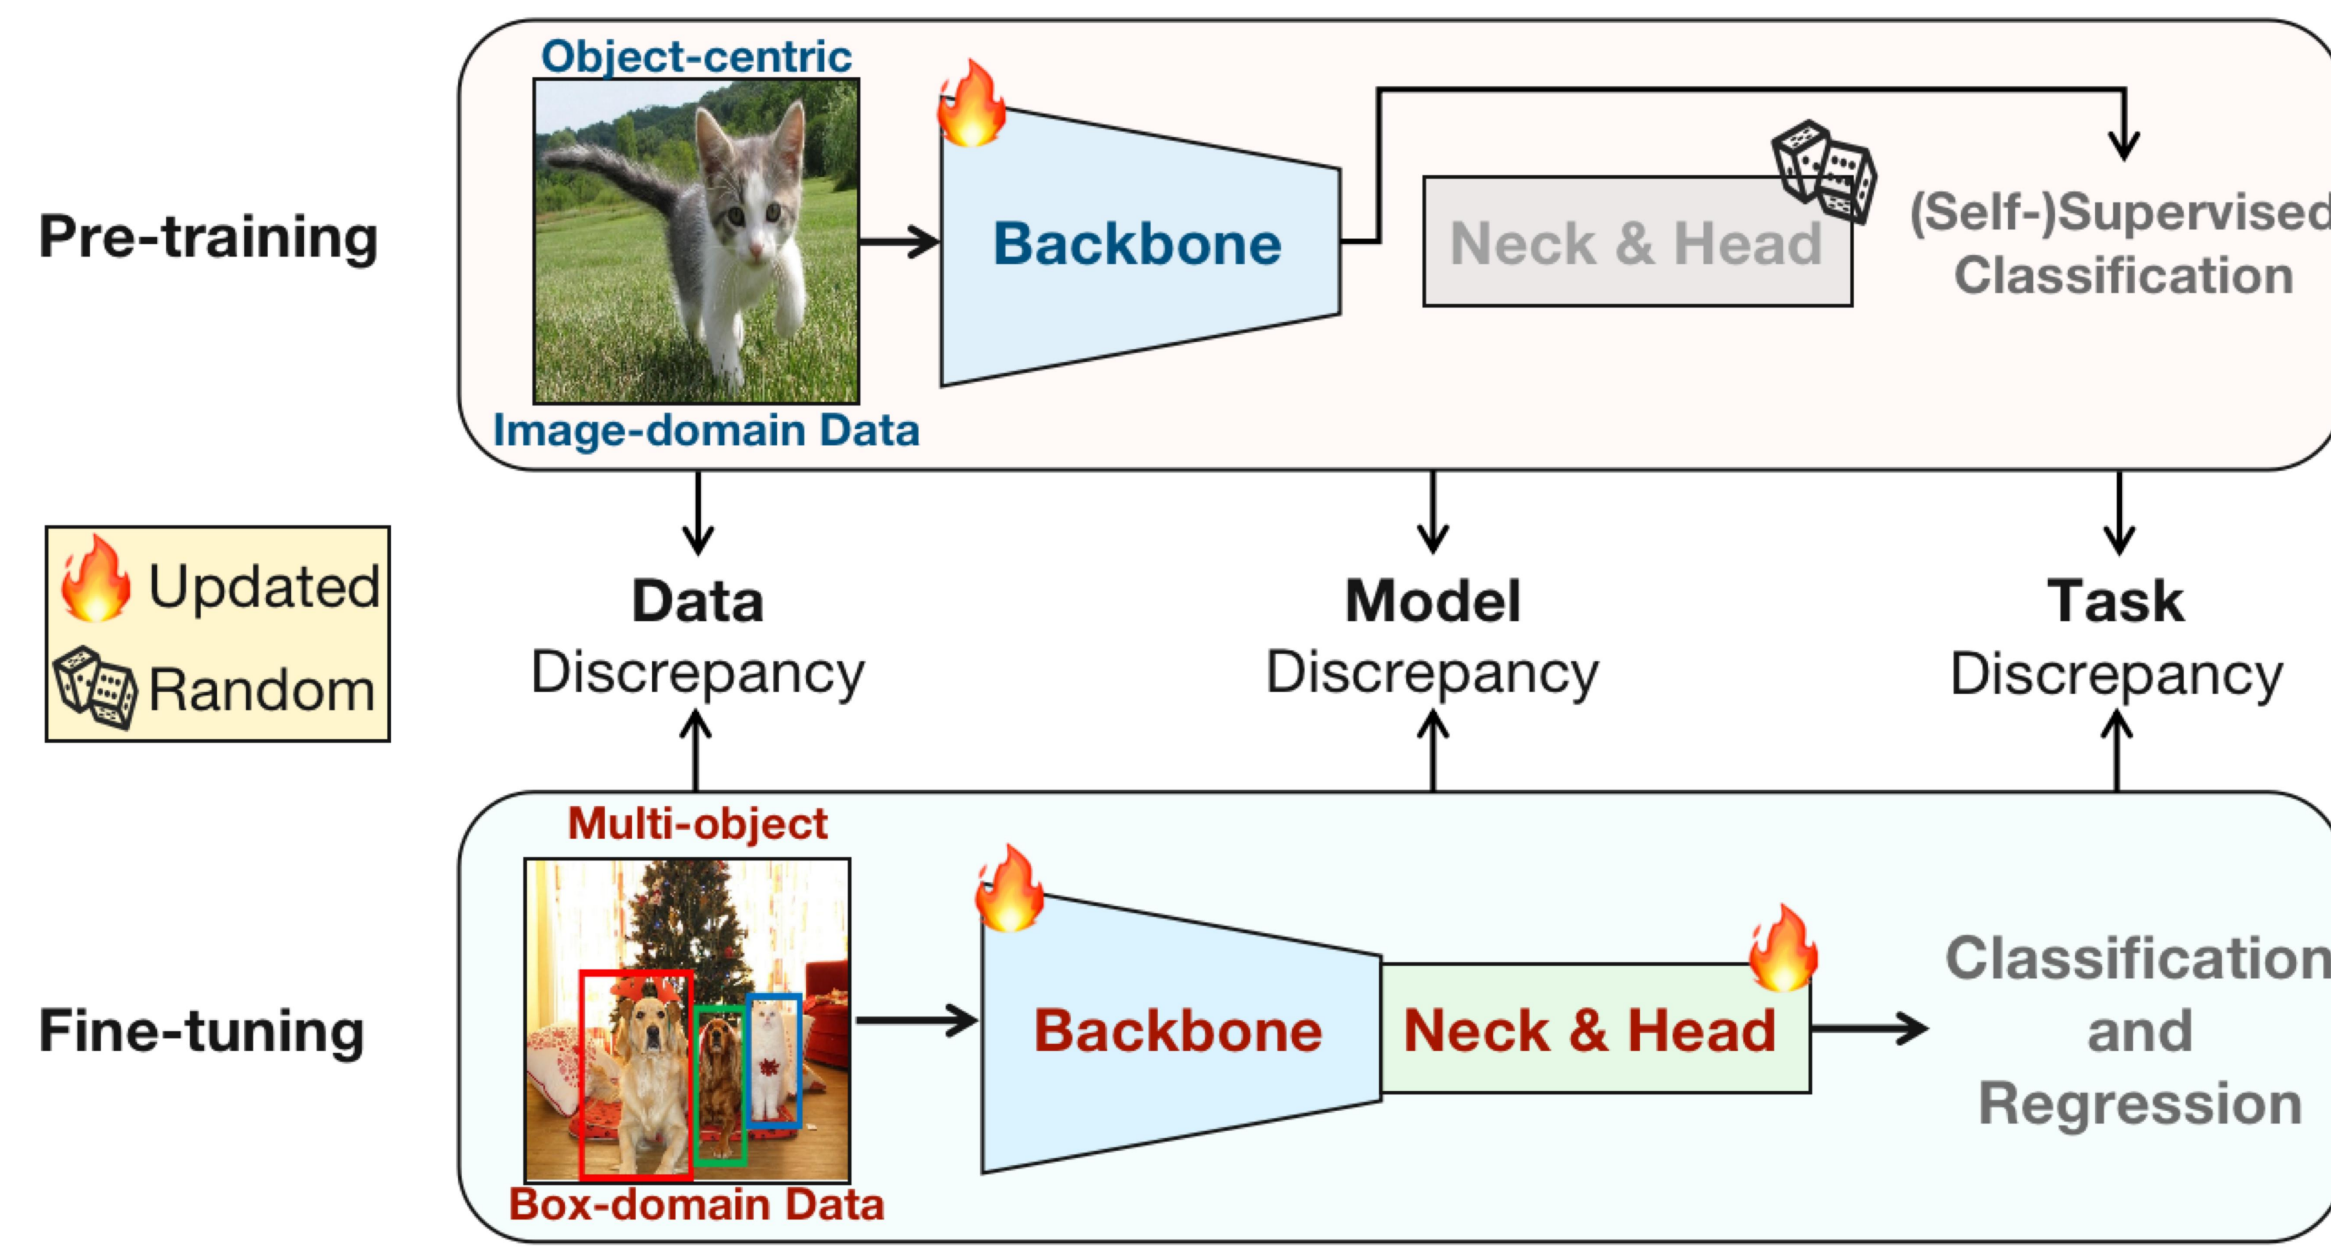 Object-centric
Pre-training
Backbone
Neck & Head
(Self-)Supervised
Classification
Image-domain Data
Updated
Random
Data
Discrepancy
Model
Discrepancy
Task
Discrepancy
Multi-object
Fine-tuning
Backbone
Neck & Head
Classification
and
Regression
Box-domain Data